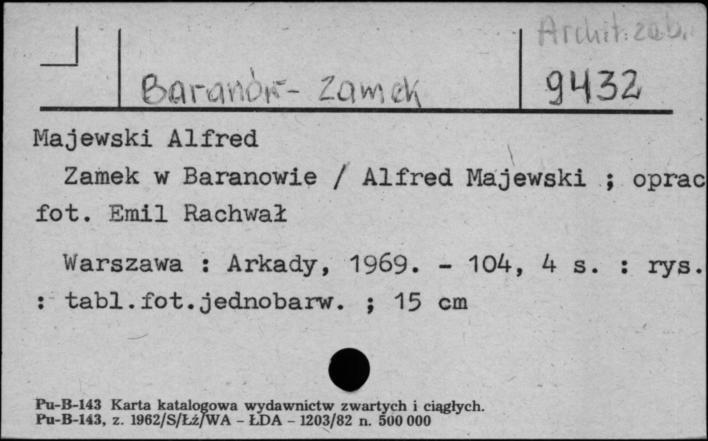 Archit. zab.
Baranów - Zamek
9432
Majewski Alfred
Zamek w Baranowie / Alfred Majewski ; oprac
fot. Emil Rachwał
Warszawa : Arkady, 1969. - 104, 4 s. : rys.
: tabl.fot.jednobarw. ; 15 cm
Pu-B-143 Karta katalogowa wydawnictw zwartych i ciągłych.
Pu-B-143, z. 1962/S/Łź/WA - ŁDA - 1203/82 n. 500 000